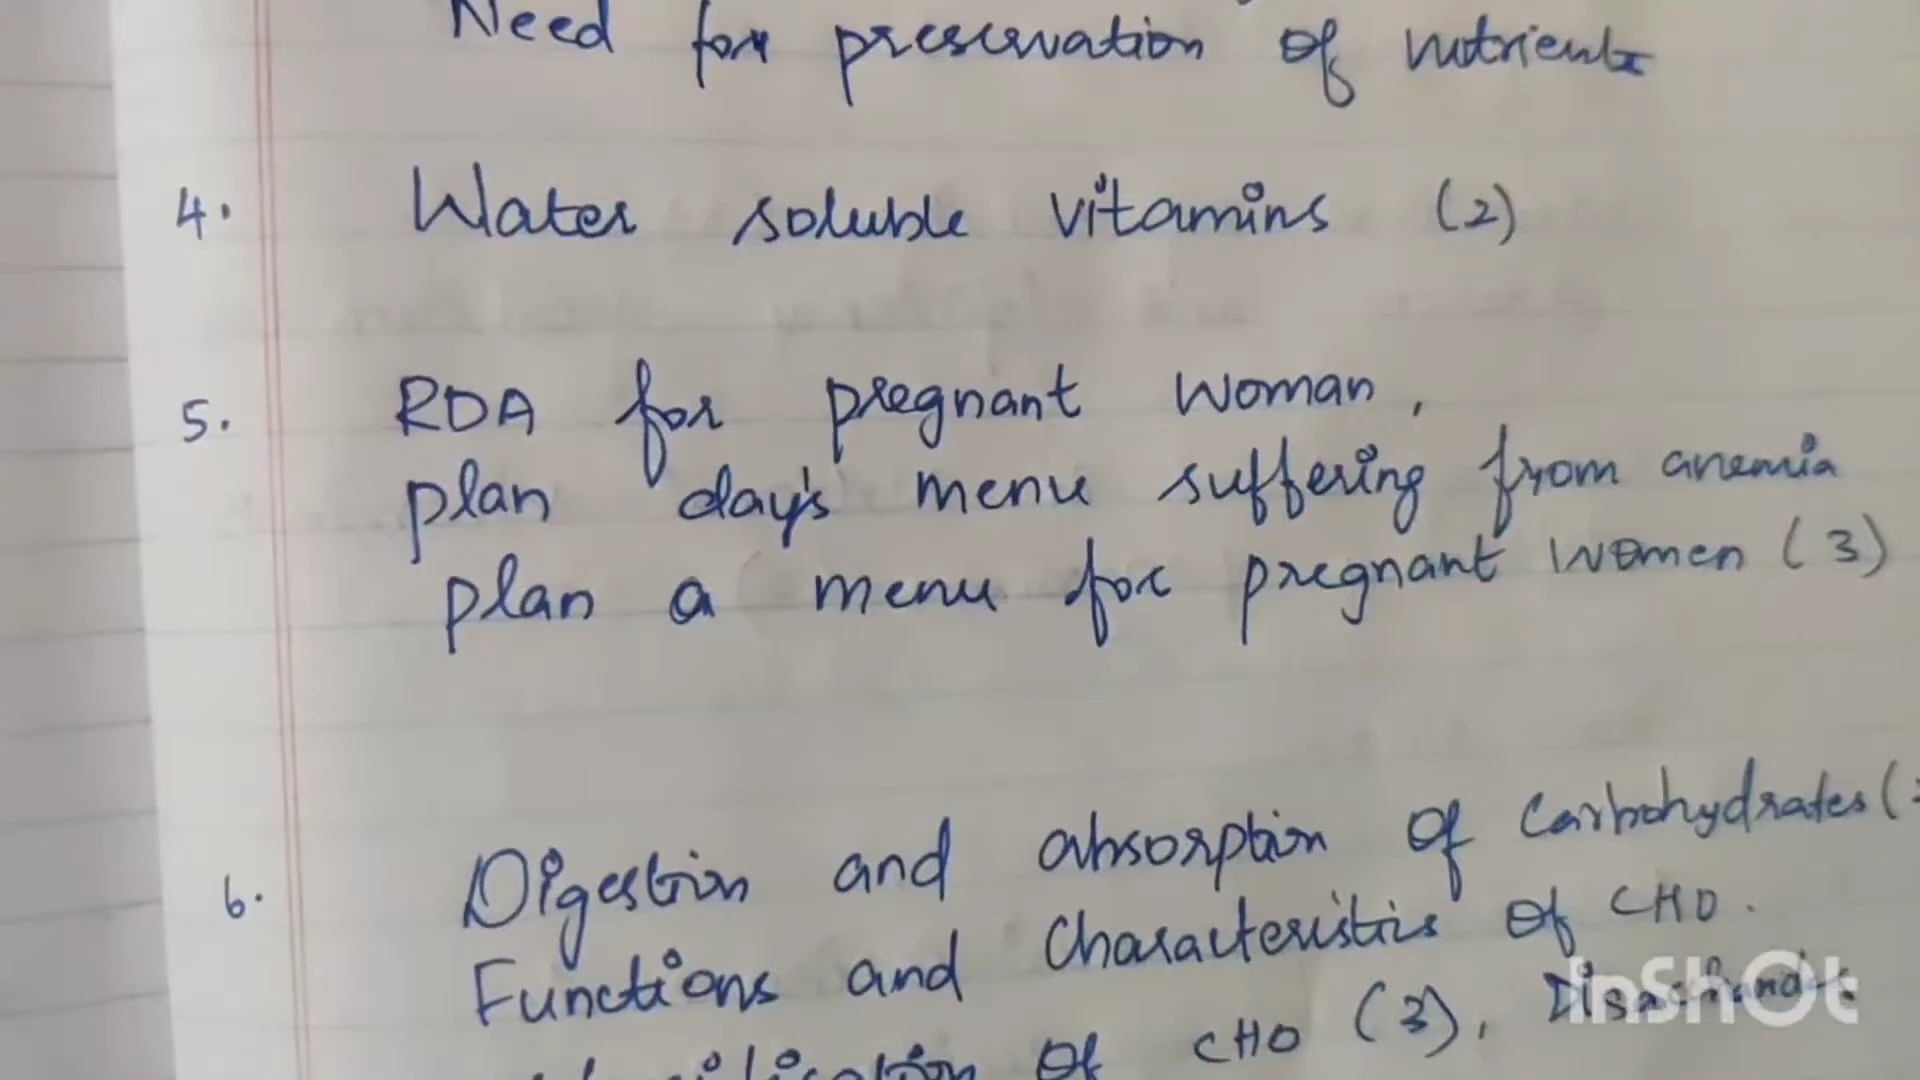 Need for preservation of nutrients
4. Water soluble vitamins (2)
5. RDA for pregnant woman,
plan day's menu suffering from anemia
plan a menu for pregnant women (3)
6. Digestion and absorption of Carbohydrates (
Functions and Characteristics of CHO.
of CHO (3), Disaccharides
InShOt